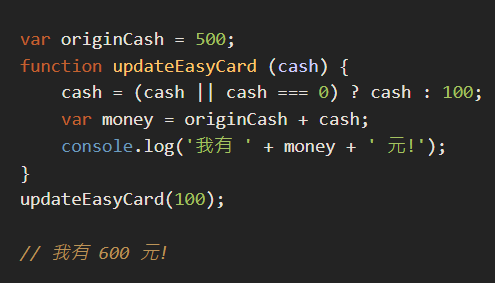 var originCash = 500;
function updateEasyCard (cash) {
    cash = (cash || cash === 0) ? cash : 100;
    var money = originCash + cash;
    console.log('我有 ' + money + ' 元!');
}
updateEasyCard(100);

// 我有 600 元!